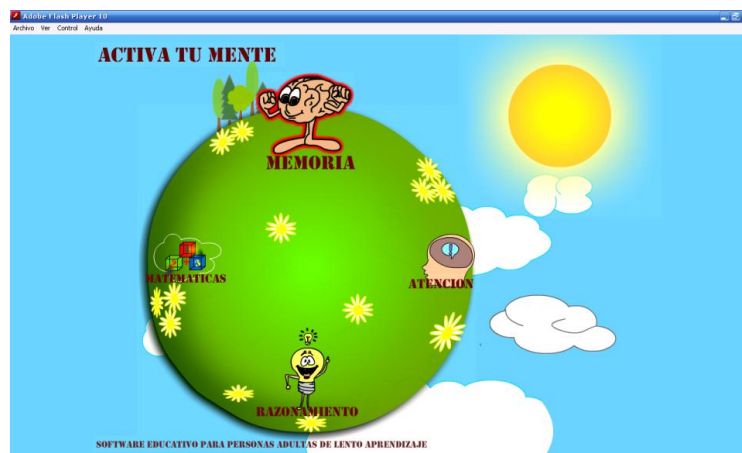 Adobe Flash Player 10
Archivo Ver Control Ayuda
ACTIVA TU MENTE
MEMORIA
MATEMATICAS
ATENCION
RAZONAMIENTO
SOFTWARE EDUCATIVO PARA PERSONAS ADULTAS DE LENTO APRENDIZAJE